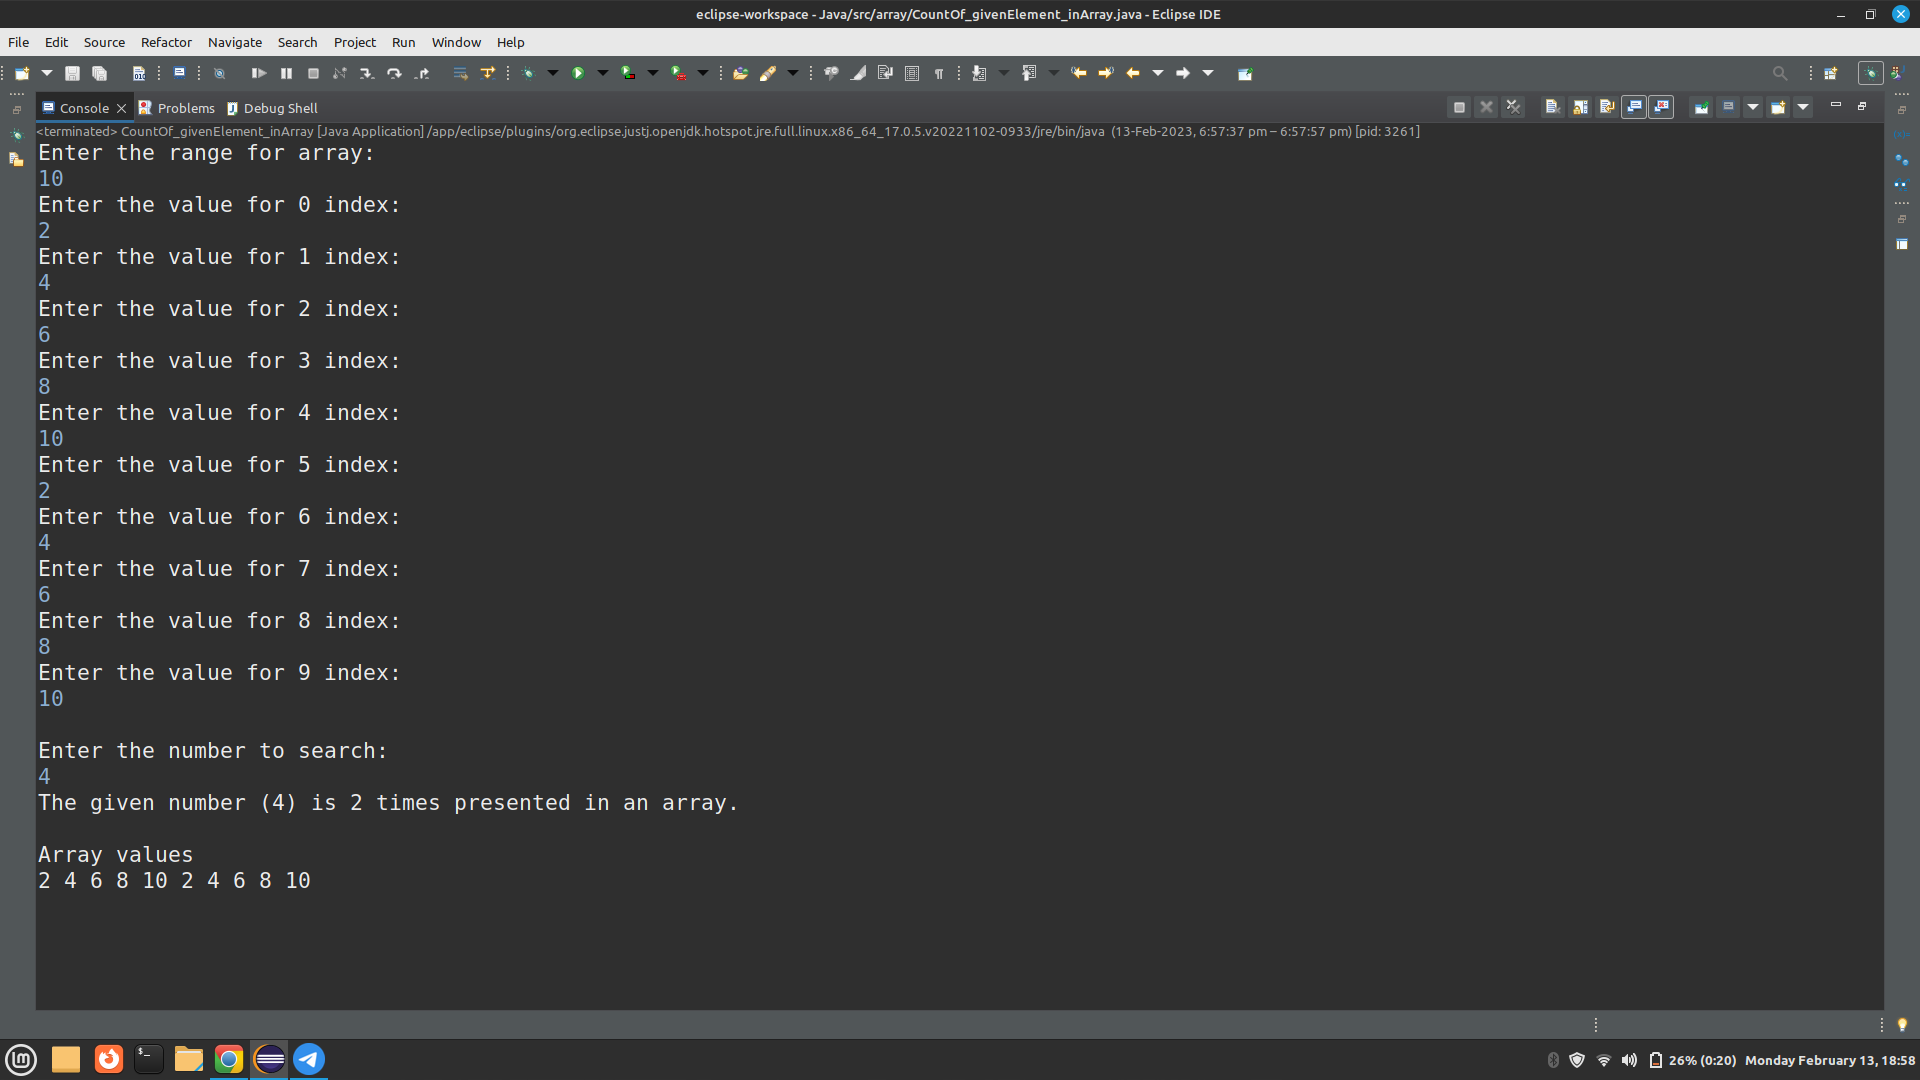 eclipse-workspace - Java/src/array/CountOf_givenElement_inArray.java - Eclipse IDE
File Edit Source Refactor Navigate Search Project Run Window Help
Console Problems Debug Shell
<terminated> CountOf_givenElement_inArray [Java Application] /app/eclipse/plugins/org.eclipse.justj.openjdk.hotspot.jre.full.linux.x86_64_17.0.5.v20221102-0933/jre/bin/java (13-Feb-2023, 6:57:37 pm – 6:57:57 pm) [pid: 3261]
Enter the range for array:
10
Enter the value for 0 index:
2
Enter the value for 1 index:
4
Enter the value for 2 index:
6
Enter the value for 3 index:
8
Enter the value for 4 index:
10
Enter the value for 5 index:
2
Enter the value for 6 index:
4
Enter the value for 7 index:
6
Enter the value for 8 index:
8
Enter the value for 9 index:
10
Enter the number to search:
4
The given number (4) is 2 times presented in an array.
Array values
2 4 6 8 10 2 4 6 8 10
26% (0:20) Monday February 13, 18:58